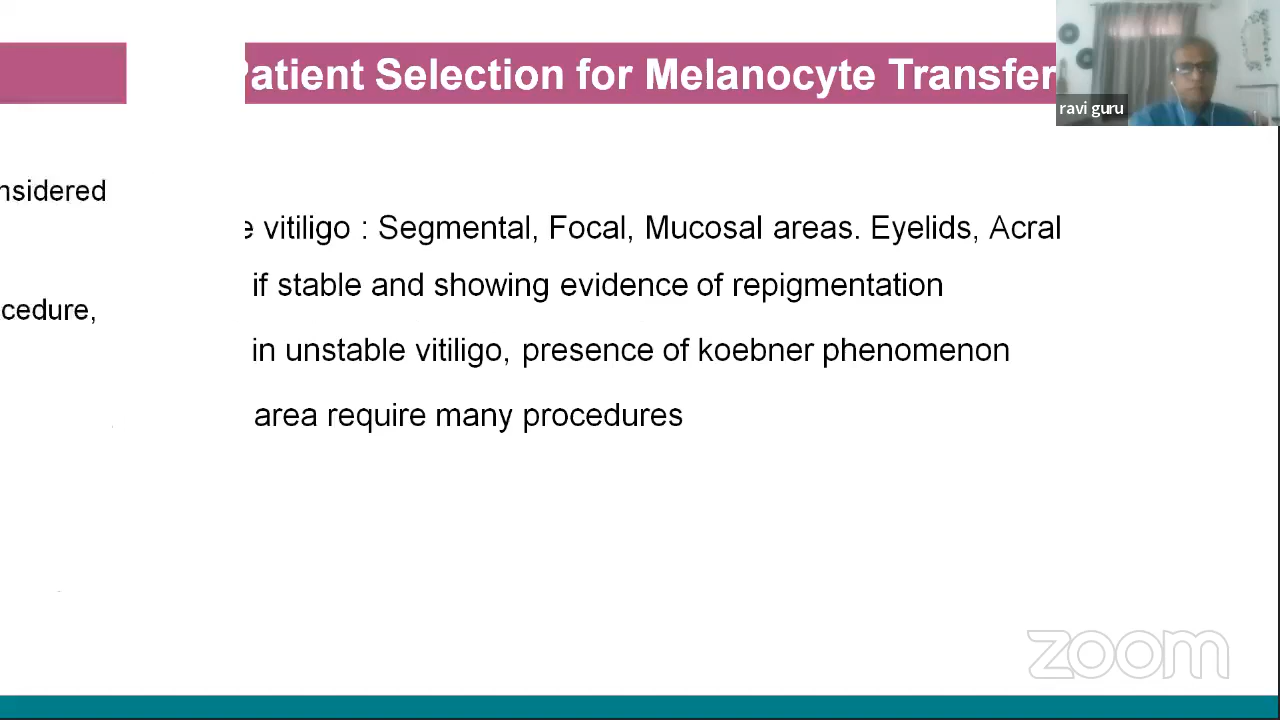 Patient Selection for Melanocyte Transfer
ravi guru
nsidered
e vitiligo : Segmental, Focal, Mucosal areas. Eyelids, Acral
if stable and showing evidence of repigmentation
cedure,
in unstable vitiligo, presence of koebner phenomenon
area require many procedures
zoom